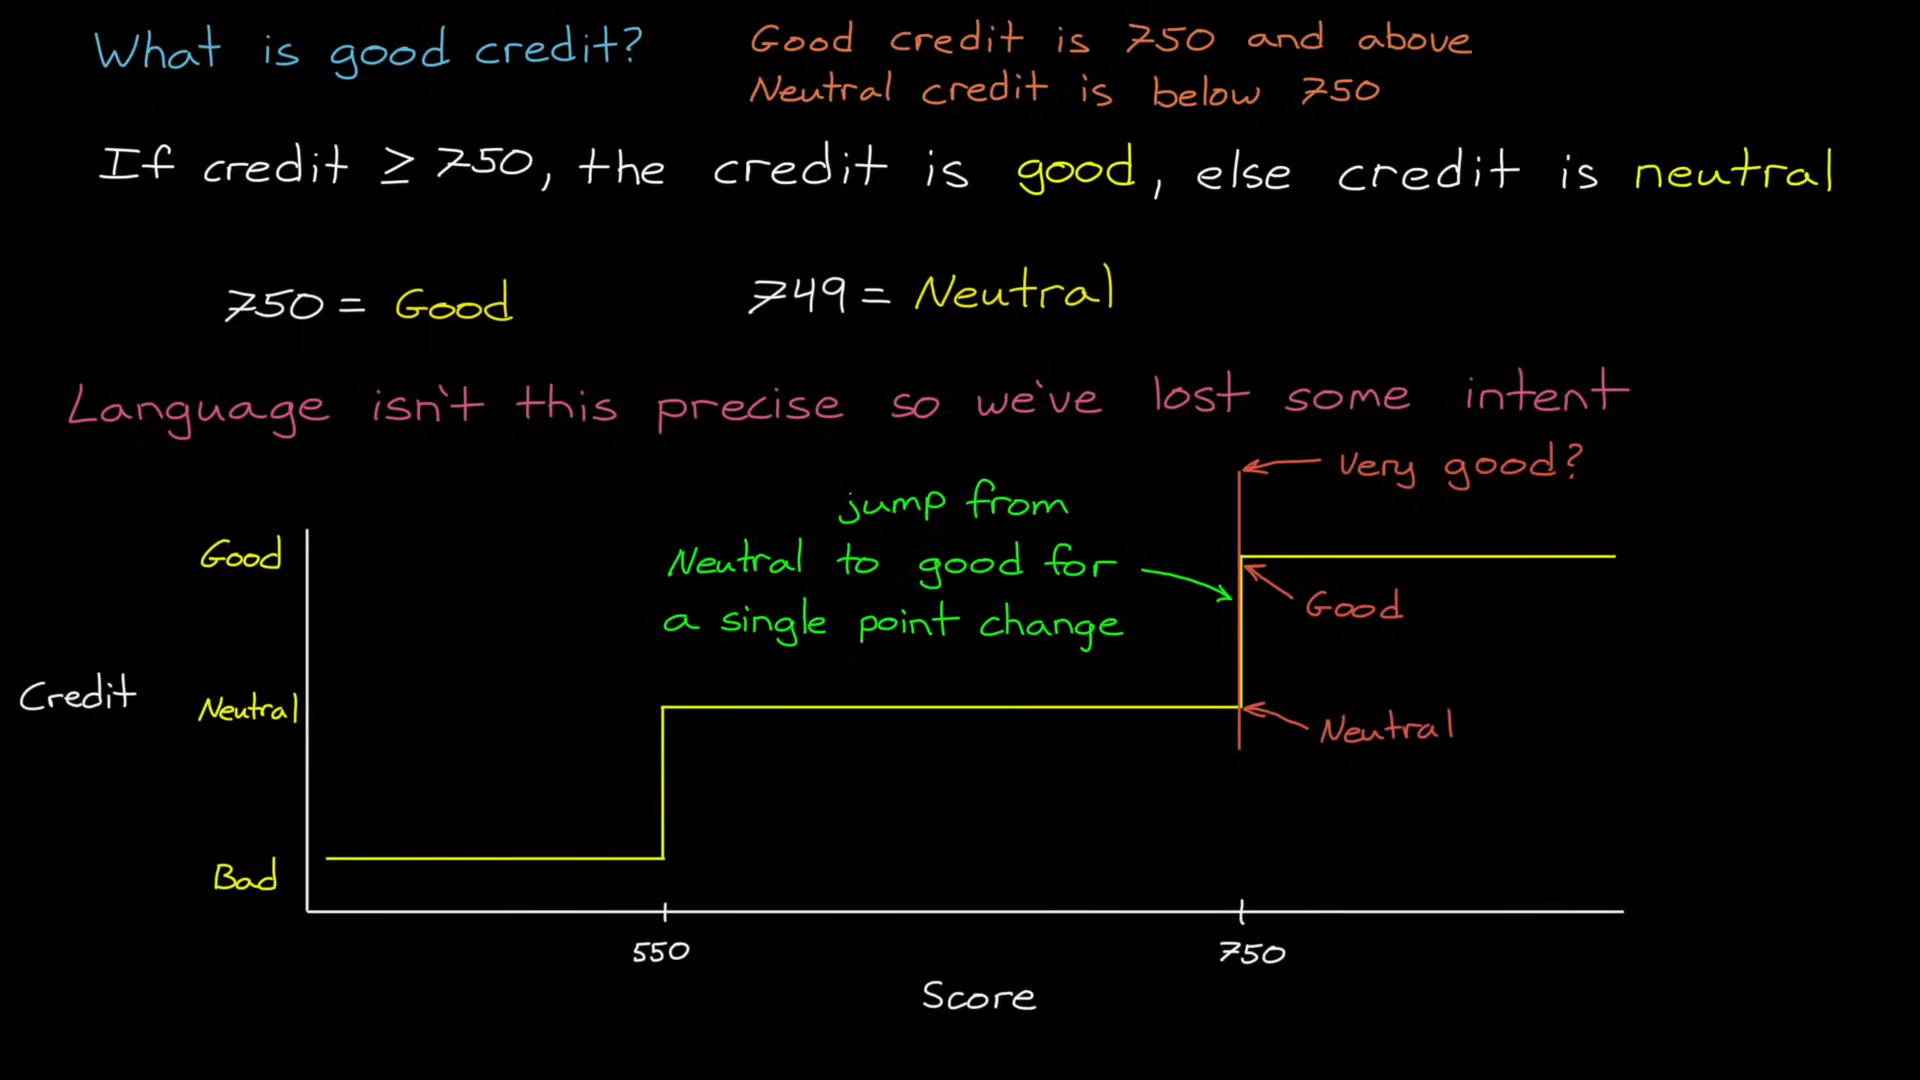 What is good credit?
Good credit is 750 and above
Neutral credit is below 750
If credit ≥ 750, the credit is good, else credit is neutral
750 = Good
749 = Neutral
Language isn't this precise so we've lost some intent
Very good?
jump from
Neutral to good for
a single point change
Good
Good
Credit
Neutral
Neutral
Bad
550
750
Score